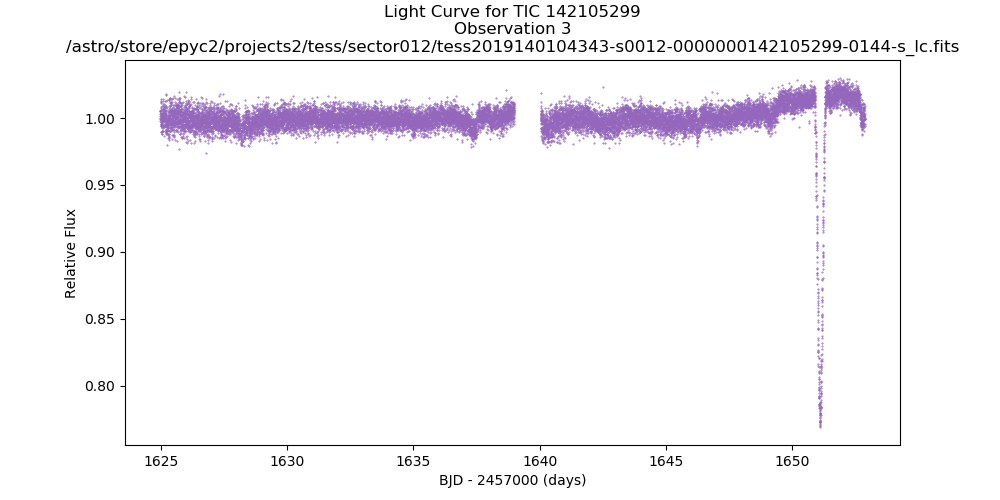 Light Curve for TIC 142105299
Observation 3
/astro/store/epyc2/projects2/tess/sector012/tess2019140104343-s0012-0000000142105299-0144-s_lc.fits
1.00
0.95
0.90
0.85
0.80
Relative Flux
1625
1630
1635
1640
1645
1650
BJD - 2457000 (days)